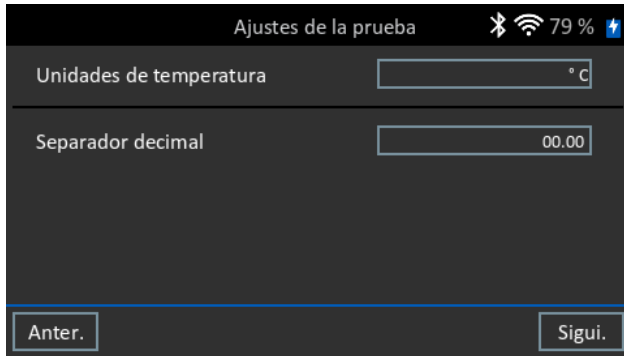 Ajustes de la prueba 79 %
Unidades de temperatura ° C
Separador decimal 00.00
Anter. Sigui.